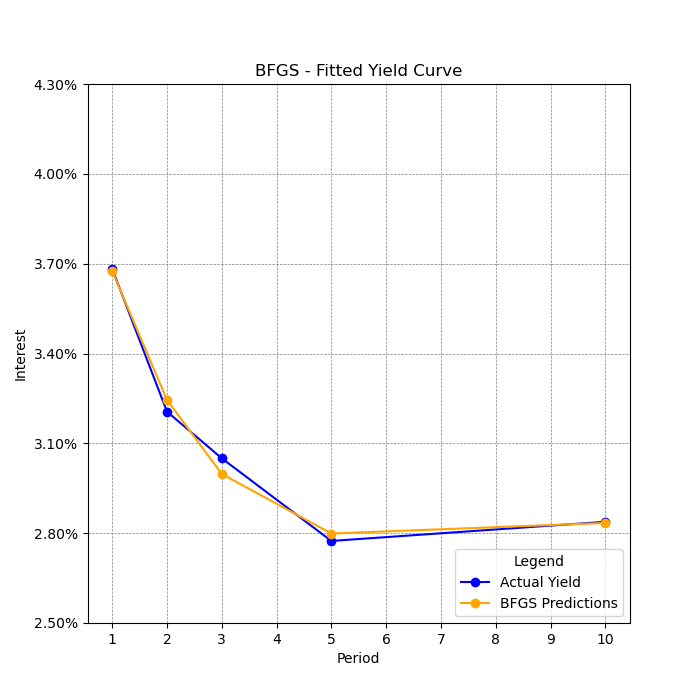 BFGS - Fitted Yield Curve
4.30%
4.00%
3.70%
3.40%
3.10%
2.80%
2.50%
Interest
1 2 3 4 5 6 7 8 9 10
Period
Legend
Actual Yield
BFGS Predictions